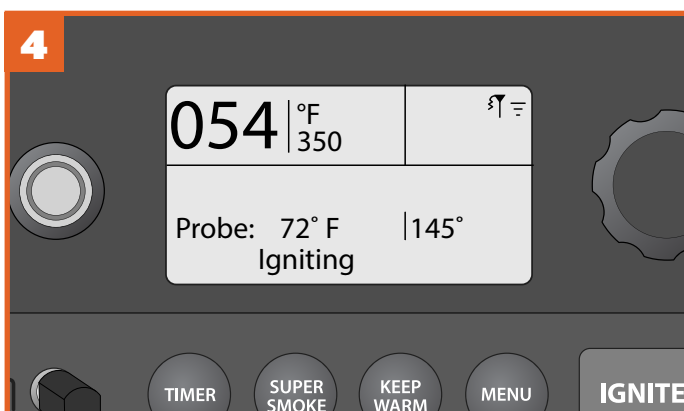 4
054 °F
350
Probe: 72° F 145°
Igniting
TIMER
SUPER
SMOKE
KEEP
WARM
MENU
IGNITE